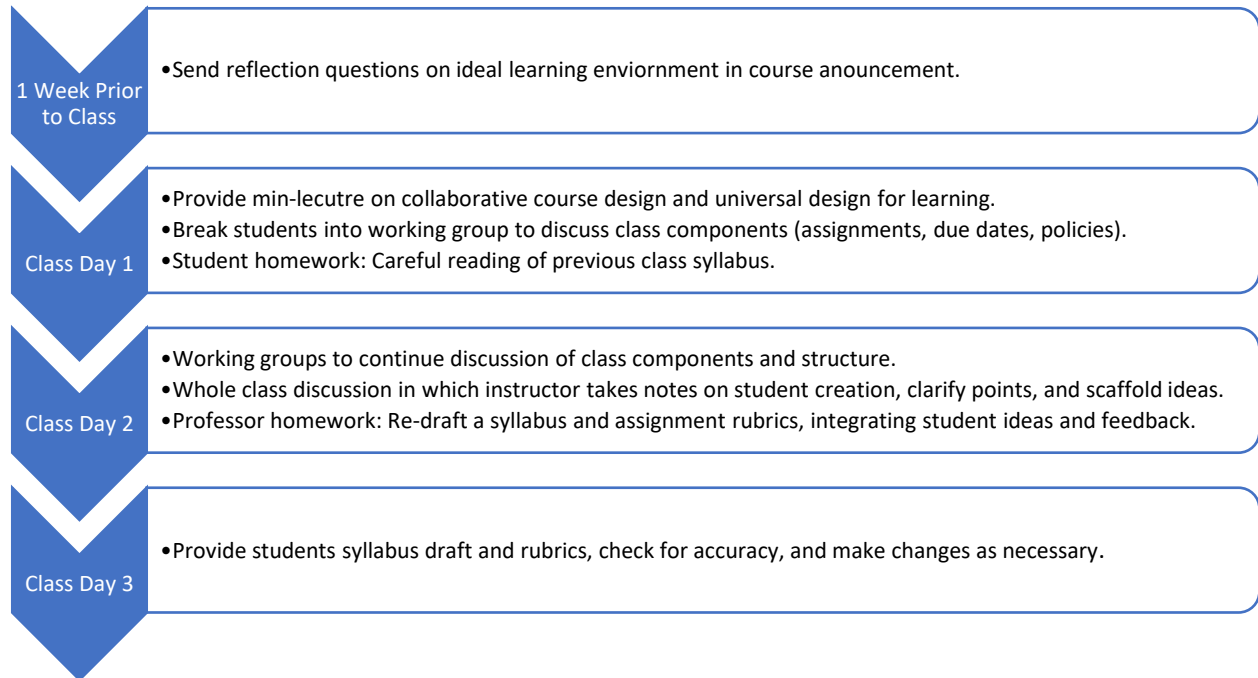 1 Week Prior
to Class
•Send reflection questions on ideal learning enviornment in course anouncement.
Class Day 1
•Provide min-lecutre on collaborative course design and universal design for learning.
•Break students into working group to discuss class components (assignments, due dates, policies).
•Student homework: Careful reading of previous class syllabus.
Class Day 2
•Working groups to continue discussion of class components and structure.
•Whole class discussion in which instructor takes notes on student creation, clarify points, and scaffold ideas.
•Professor homework: Re-draft a syllabus and assignment rubrics, integrating student ideas and feedback.
Class Day 3
•Provide students syllabus draft and rubrics, check for accuracy, and make changes as necessary.